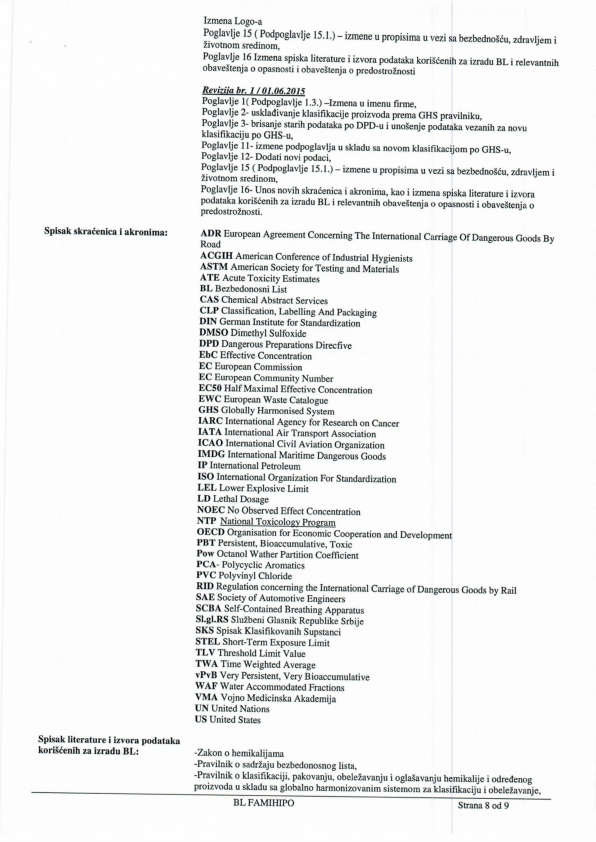 Izmena Logo-a
Poglavlje 15 ( Podpoglavlje 15.1.) – izmene u propisima u vezi sa bezbednošću, zdravljem i
životnom sredinom,
Poglavlje 16 Izmena spiska literature i izvora podataka korišćenih za izradu BL i relevantnih
obaveštenja o opasnosti i obaveštenja o predostrožnosti
Revizija br. 1 / 01.06.2015
Poglavlje 1( Podpoglavlje 1.3.) –Izmena u imenu firme,
Poglavlje 2- usklađivanje klasifikacije proizvoda prema GHS pravilniku,
Poglavlje 3- brisanje starih podataka po DPD-u i unošenje podataka vezanih za novu
klasifikaciju po GHS-u,
Poglavlje 11- izmene podpoglavlja u skladu sa novom klasifikacijom po GHS-u,
Poglavlje 12- Dodati novi podaci,
Poglavlje 15 ( Podpoglavlje 15.1.) – izmene u propisima u vezi sa bezbednošću, zdravljem i
životnom sredinom,
Poglavlje 16- Unos novih skraćenica i akronima, kao i izmena spiska literature i izvora
podataka korišćenih za izradu BL i relevantnih obaveštenja o opasnosti i obaveštenja o
predostrožnosti.
Spisak skraćenica i akronima:
ADR European Agreement Concerning The International Carriage Of Dangerous Goods By
Road
ACGIH American Conference of Industrial Hygienists
ASTM American Society for Testing and Materials
ATE Acute Toxicity Estimates
BL Bezbedonosni List
CAS Chemical Abstract Services
CLP Classification, Labelling And Packaging
DIN German Institute for Standardization
DMSO Dimethyl Sulfoxide
DPD Dangerous Preparations Direcfive
EbC Effective Concentration
EC European Commission
EC European Community Number
EC50 Half Maximal Effective Concentration
EWC European Waste Catalogue
GHS Globally Harmonised System
IARC International Agency for Research on Cancer
IATA International Air Transport Association
ICAO International Civil Aviation Organization
IMDG International Maritime Dangerous Goods
IP International Petroleum
ISO International Organization For Standardization
LEL Lower Explosive Limit
LD Lethal Dosage
NOEC No Observed Effect Concentration
NTP National Toxicology Program
OECD Organisation for Economic Cooperation and Development
PBT Persistent, Bioaccumulative, Toxic
Pow Octanol Wather Partition Coefficient
PCA- Polycyclic Aromatics
PVC Polyvinyl Chloride
RID Regulation concerning the International Carriage of Dangerous Goods by Rail
SAE Society of Automotive Engineers
SCBA Self-Contained Breathing Apparatus
Sl.gl.RS Službeni Glasnik Republike Srbije
SKS Spisak Klasifikovanih Supstanci
STEL Short-Term Exposure Limit
TLV Threshold Limit Value
TWA Time Weighted Average
vPvB Very Persistent, Very Bioaccumulative
WAF Water Accommodated Fractions
VMA Vojno Medicinska Akademija
UN United Nations
US United States
Spisak literature i izvora podataka
korišćenih za izradu BL:
-Zakon o hemikalijama
-Pravilnik o sadržaju bezbedonosnog lista,
-Pravilnik o klasifikaciji, pakovanju, obeležavanju i oglašavanju hemikalije i određenog
proizvoda u skladu sa globalno harmonizovanim sistemom za klasifikaciju i obeležavanje,
BL FAMIHIPO
Strana 8 od 9